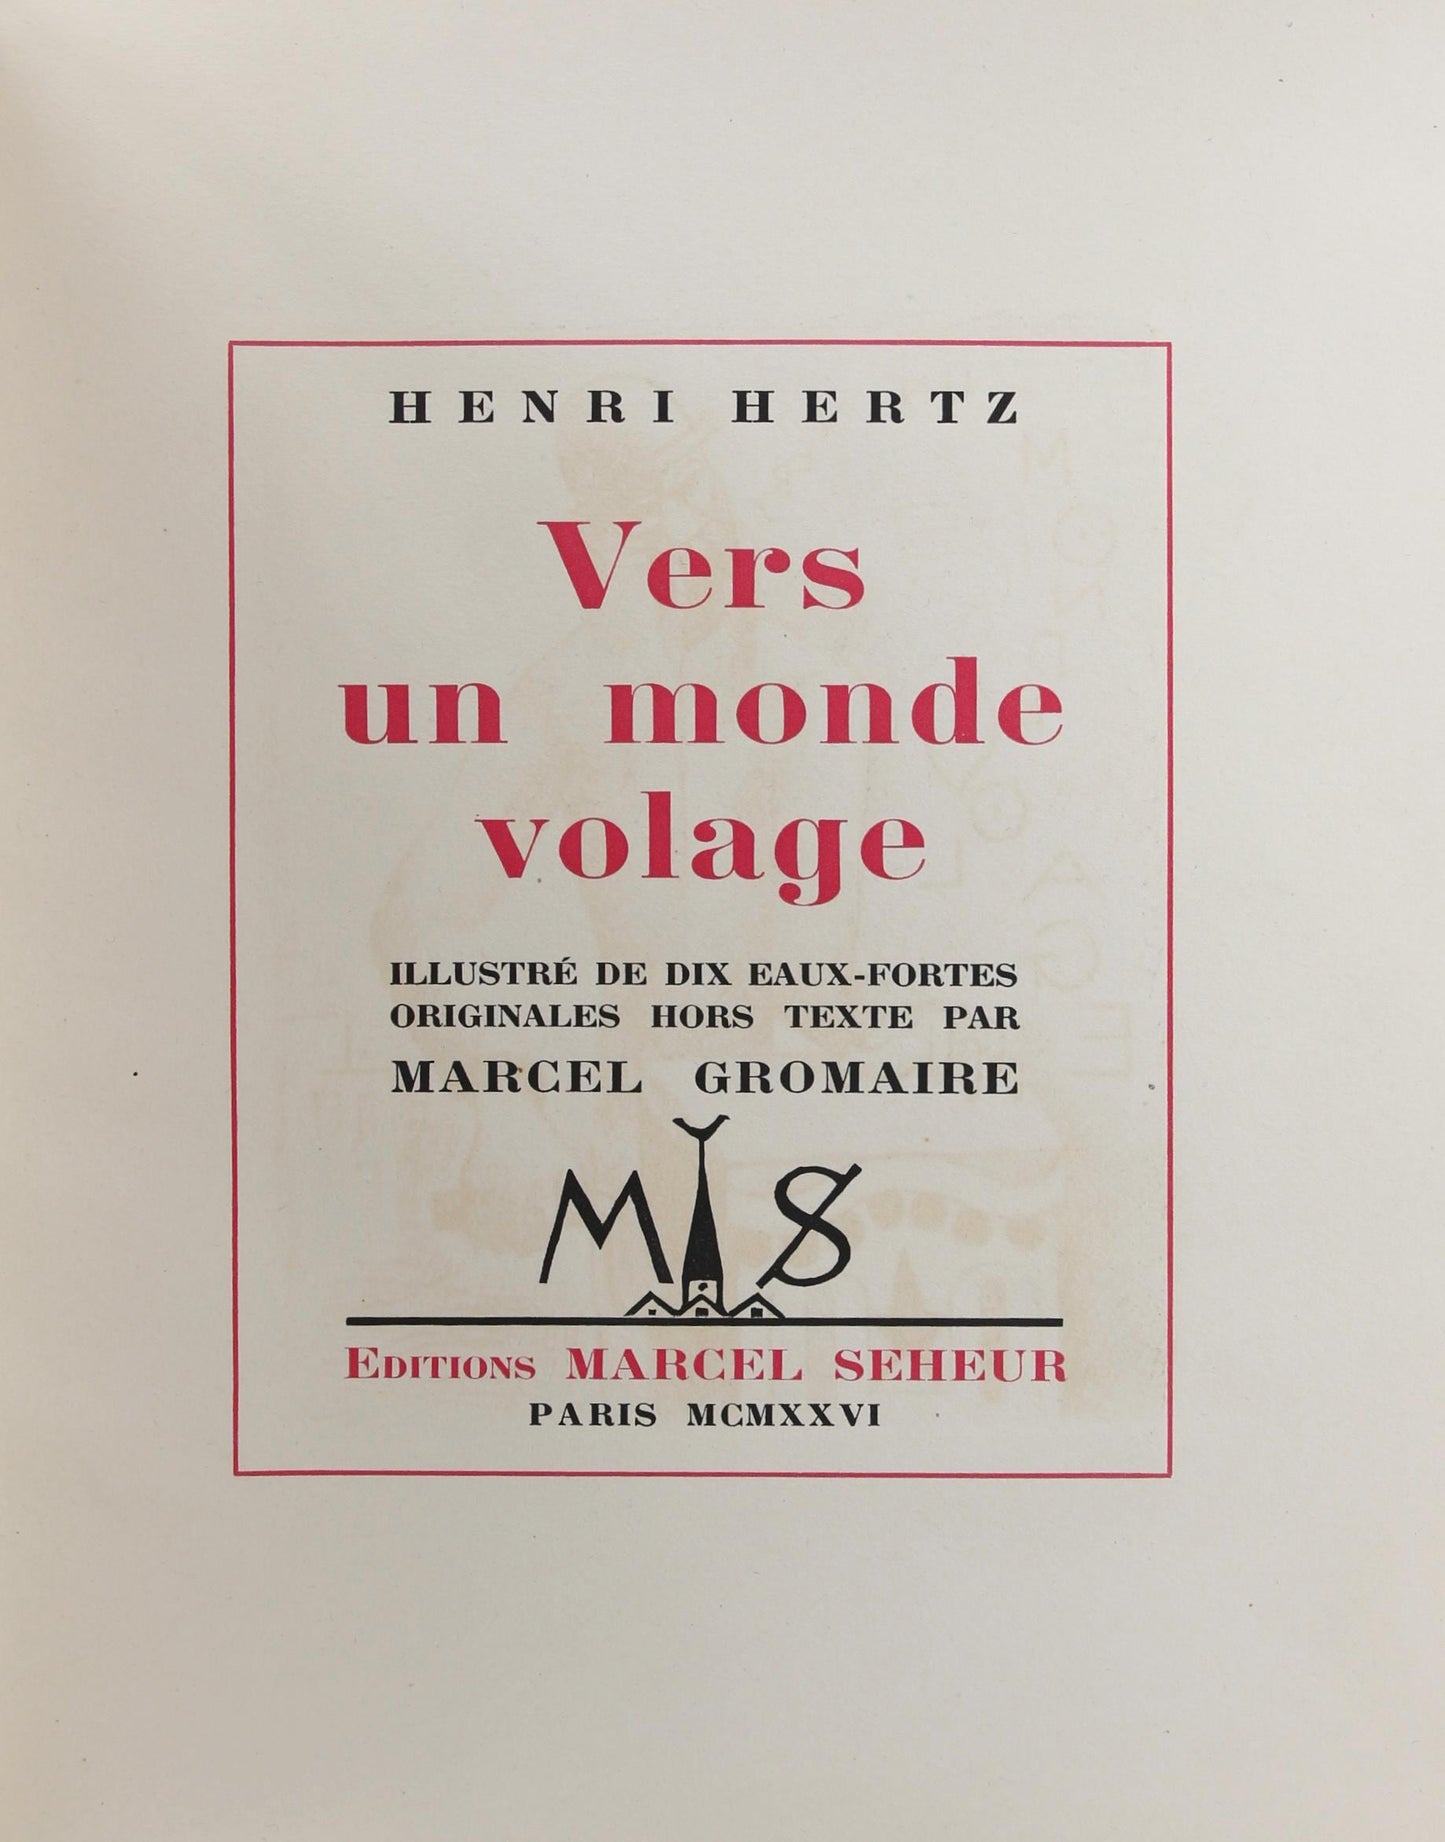 HENRI HERTZ
Vers
un monde
volage
ILLUSTRÉ DE DIX EAUX-FORTES
ORIGINALES HORS TEXTE PAR
MARCEL GROMAIRE
MS
EDITIONS MARCEL SEHEUR
PARIS MCMXXVI